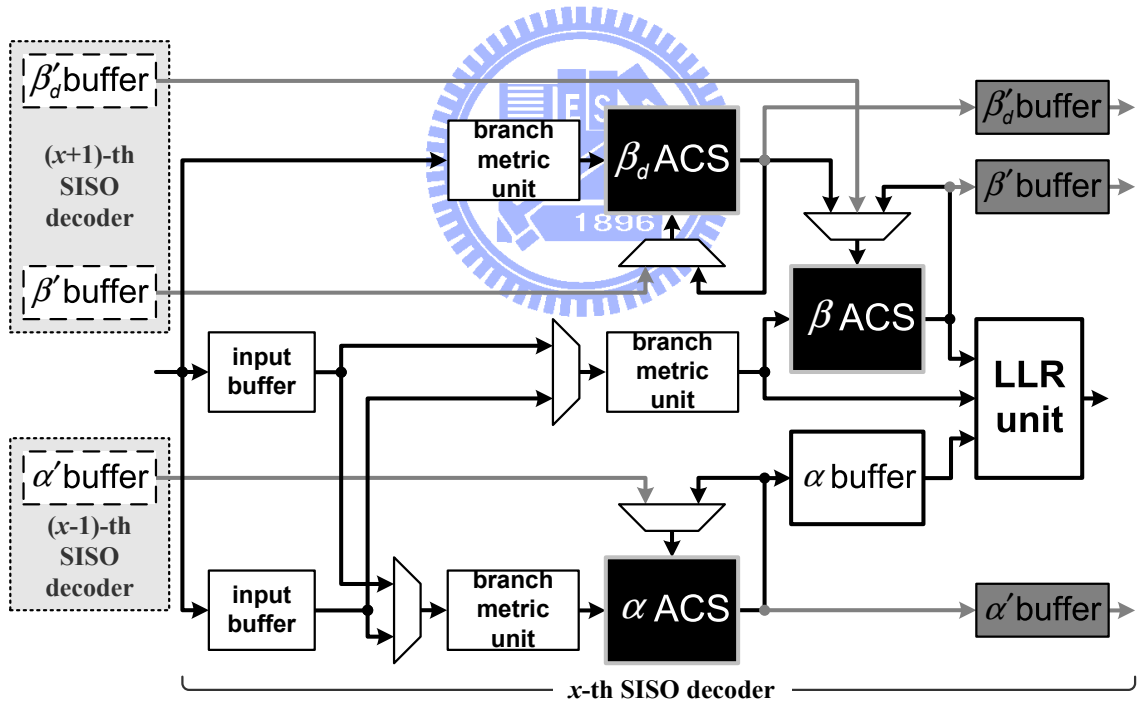 β′d buffer
(x+1)-th
SISO
decoder
β′ buffer
branch
metric
unit
βd ACS
ES
1896
β′d buffer
β′ buffer
β ACS
input
buffer
branch
metric
unit
LLR
unit
α′ buffer
(x-1)-th
SISO
decoder
α buffer
input
buffer
branch
metric
unit
α ACS
α′ buffer
x-th SISO decoder